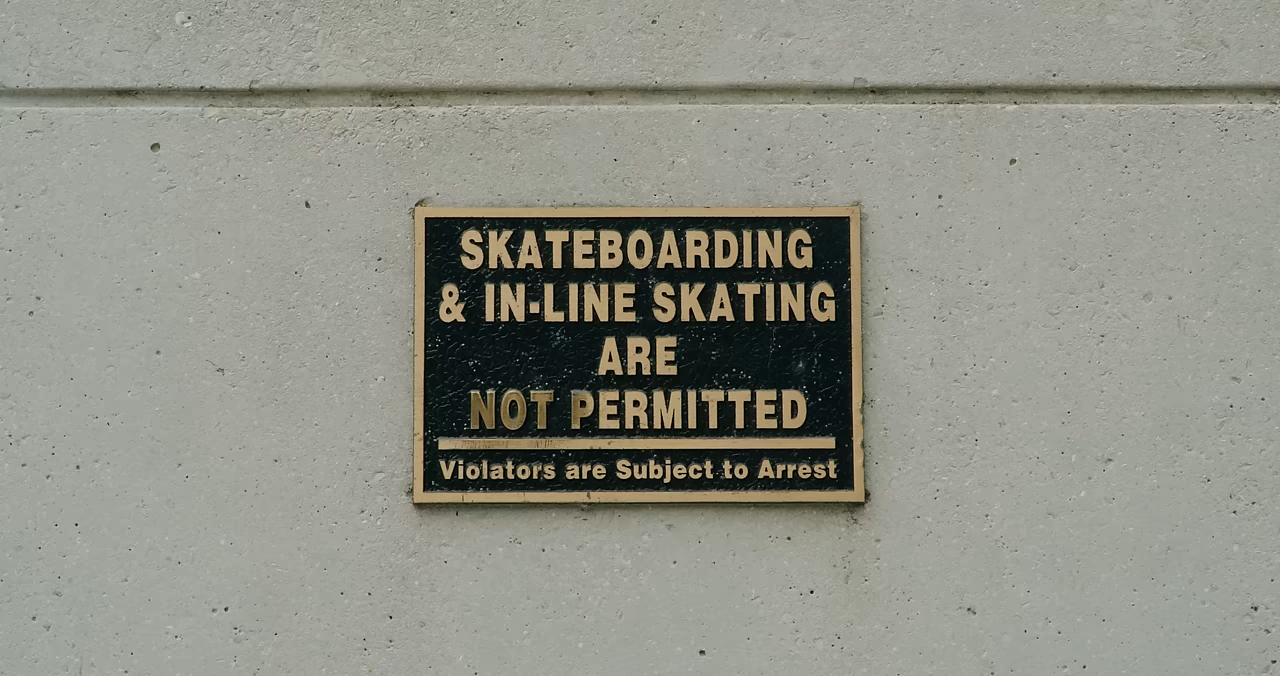 SKATEBOARDING
& IN-LINE SKATING
ARE
NOT PERMITTED
Violators are Subject to Arrest